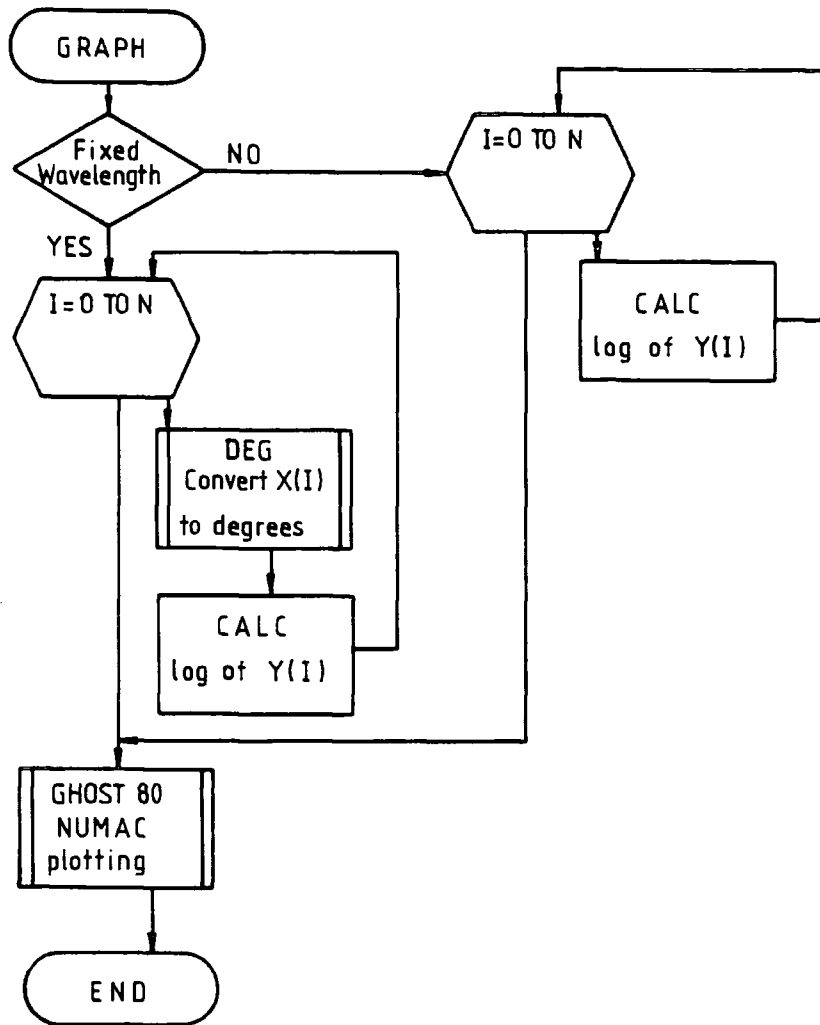 GRAPH
Fixed
Wavelength
NO
YES
I=0 TO N
I=0 TO N
CALC
log of Y(I)
DEG
Convert X(I)
to degrees
CALC
log of Y(I)
GHOST 80
NUMAC
plotting
END